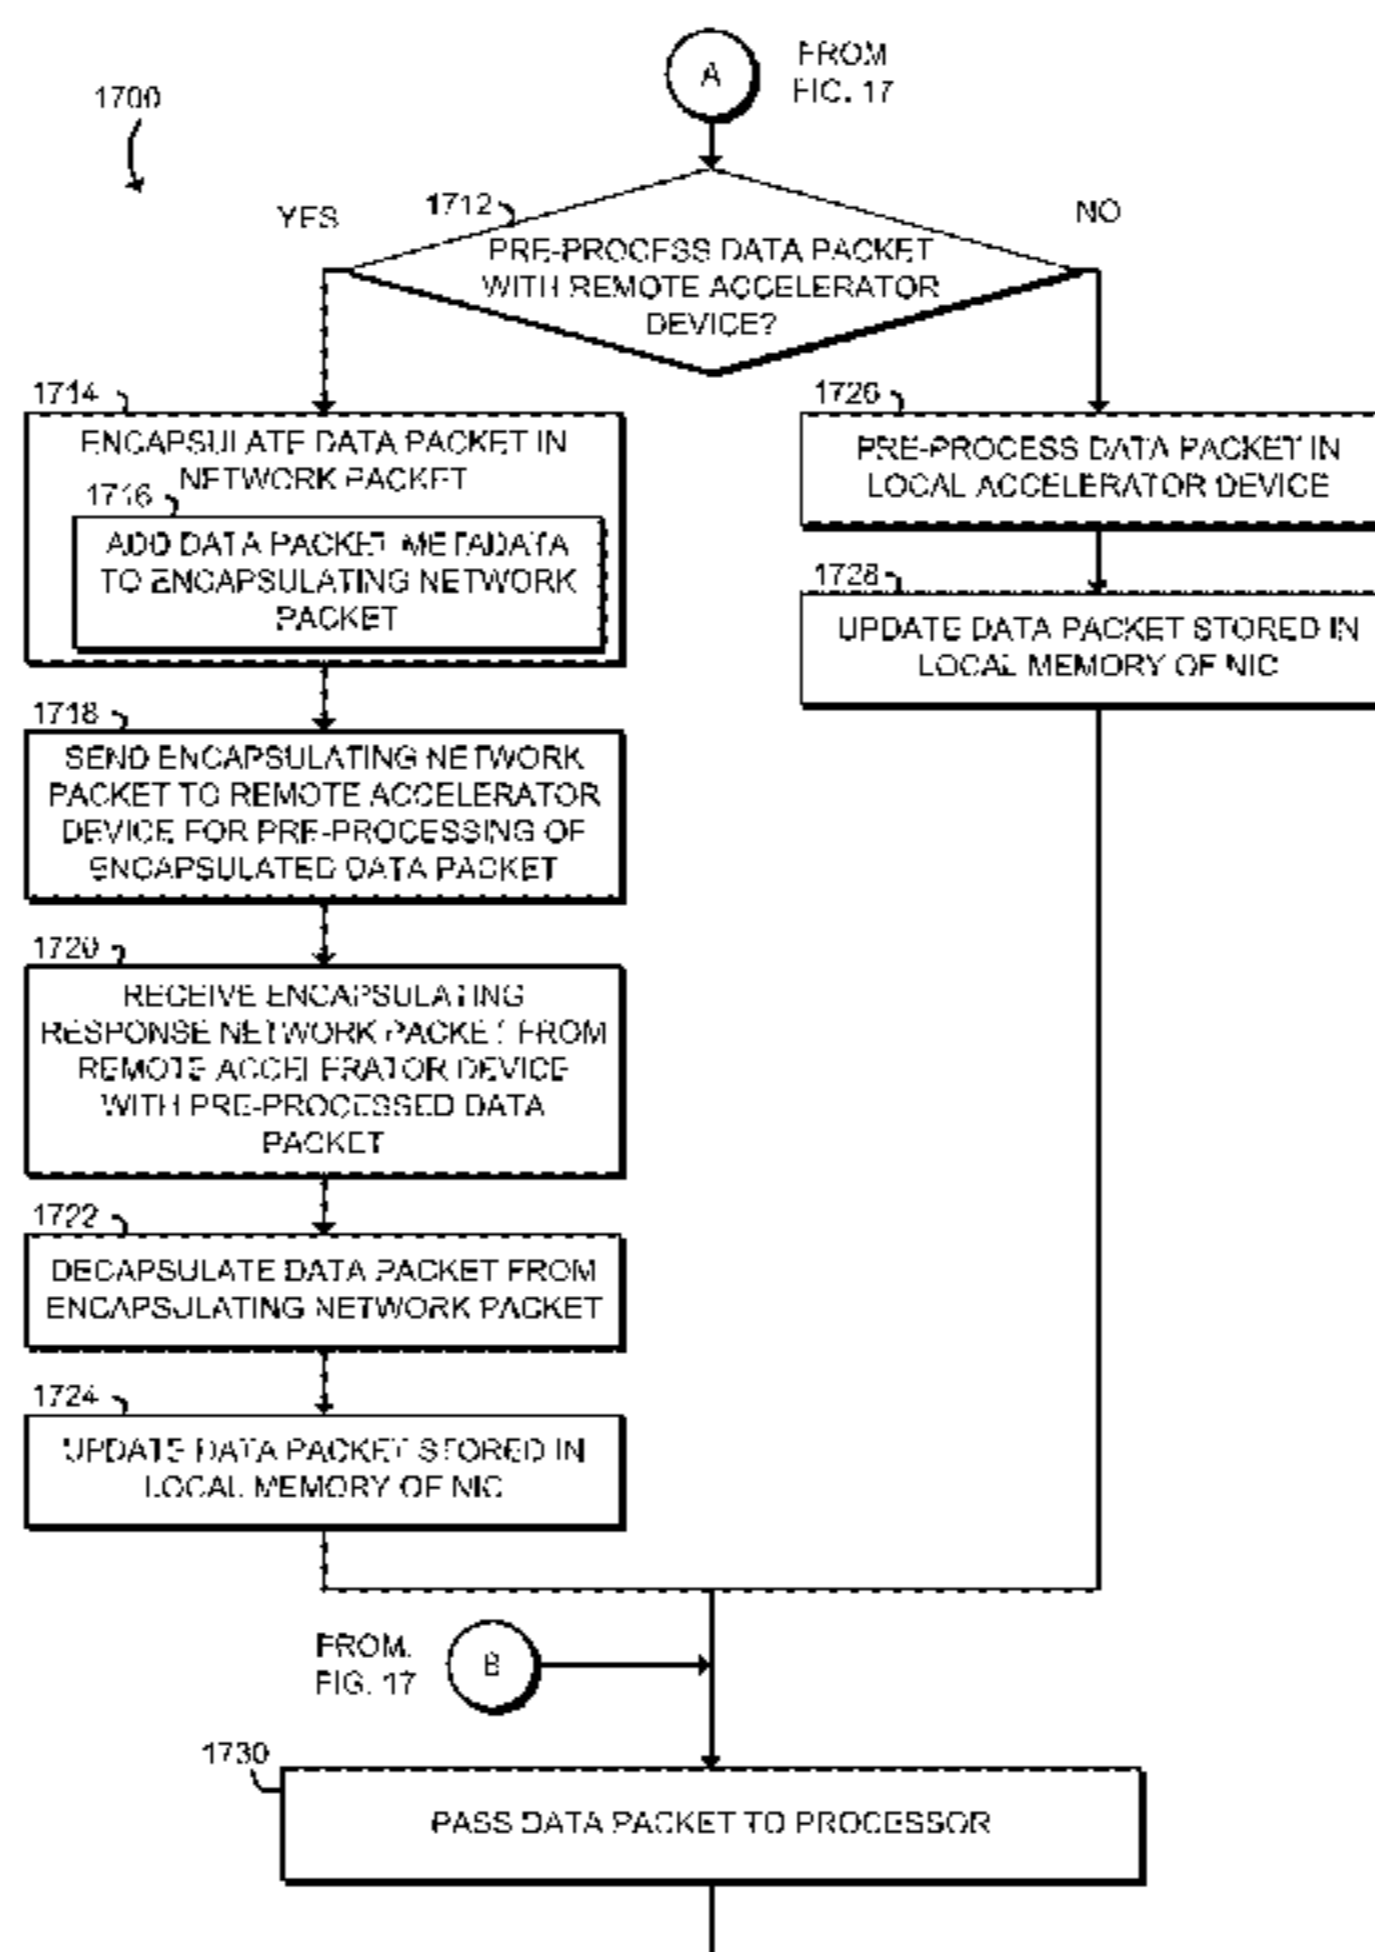 A
FROM
FIG. 17
1700
1712
YES
NO
PRE-PROCESS DATA PACKET
WITH REMOTE ACCELERATOR
DEVICE?
1714
ENCAPSULATE DATA PACKET IN
NETWORK PACKET
1716
ADD DATA PACKET METADATA
TO ENCAPSULATING NETWORK
PACKET
1718
SEND ENCAPSULATING NETWORK
PACKET TO REMOTE ACCELERATOR
DEVICE FOR PRE-PROCESSING OF
ENCAPSULATED DATA PACKET
1720
RECEIVE ENCAPSULATING
RESPONSE NETWORK PACKET FROM
REMOTE ACCELERATOR DEVICE
WITH PRE-PROCESSED DATA
PACKET
1722
DECAPSULATE DATA PACKET FROM
ENCAPSULATING NETWORK PACKET
1724
UPDATE DATA PACKET STORED IN
LOCAL MEMORY OF NIC
1726
PRE-PROCESS DATA PACKET IN
LOCAL ACCELERATOR DEVICE
1728
UPDATE DATA PACKET STORED IN
LOCAL MEMORY OF NIC
FROM
FIG. 17
B
1730
PASS DATA PACKET TO PROCESSOR